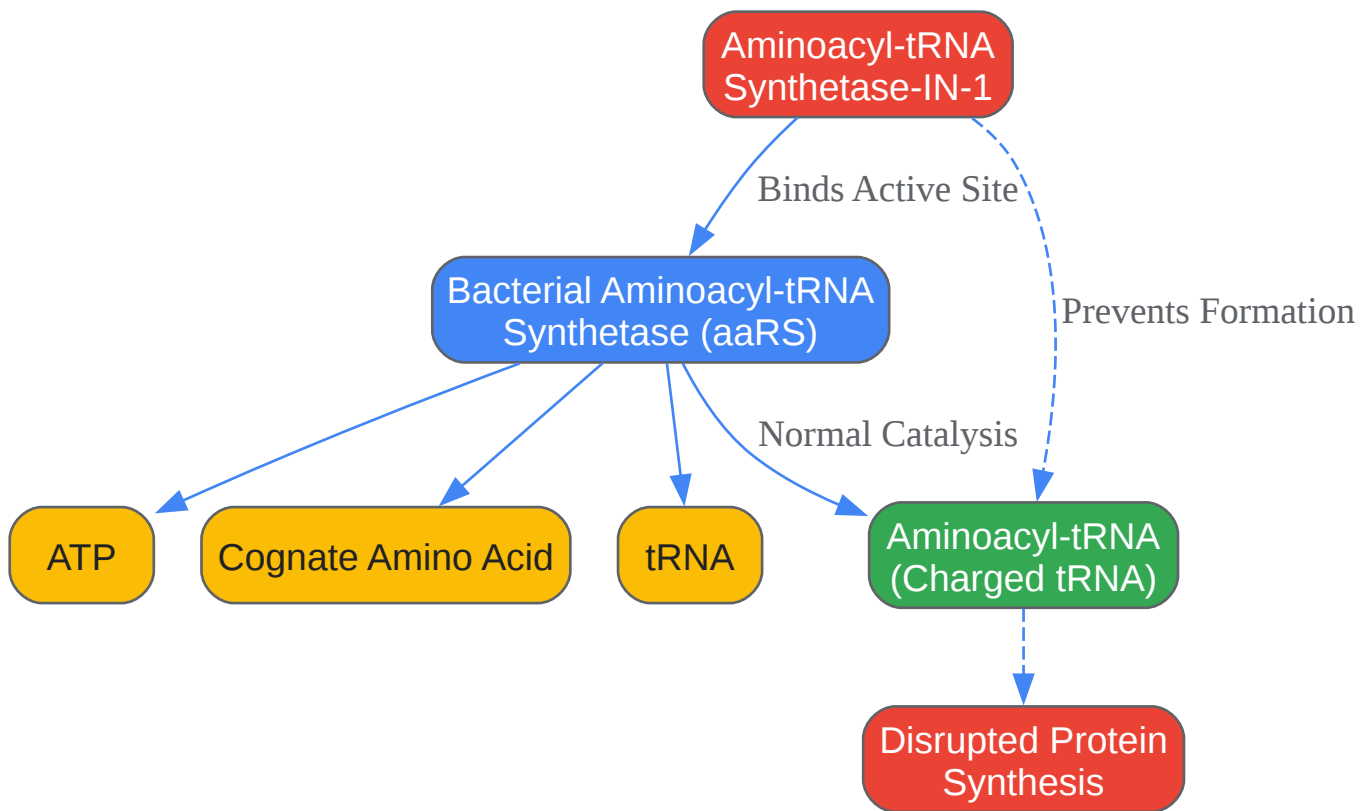 Aminoacyl-tRNA
Synthetase-IN-1
Binds Active Site
Bacterial Aminoacyl-tRNA
Synthetase (aaRS)
Prevents Formation
Normal Catalysis
ATP
Cognate Amino Acid
tRNA
Aminoacyl-tRNA
(Charged tRNA)
Disrupted Protein
Synthesis